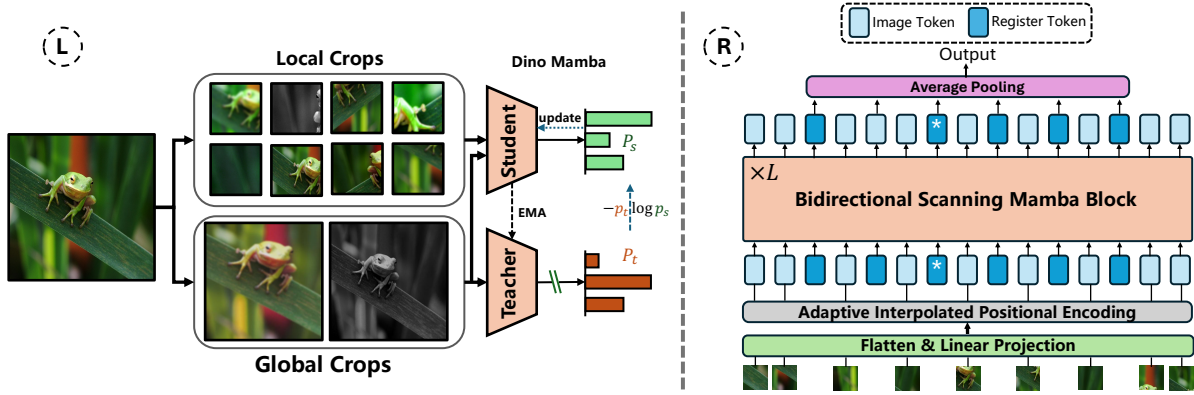 L
Local Crops
Global Crops
Dino Mamba
Student
update
P_s
EMA
−p_t log p_s
Teacher
P_t
R
Image Token
Register Token
Output
Average Pooling
*
×L
Bidirectional Scanning Mamba Block
*
Adaptive Interpolated Positional Encoding
Flatten & Linear Projection